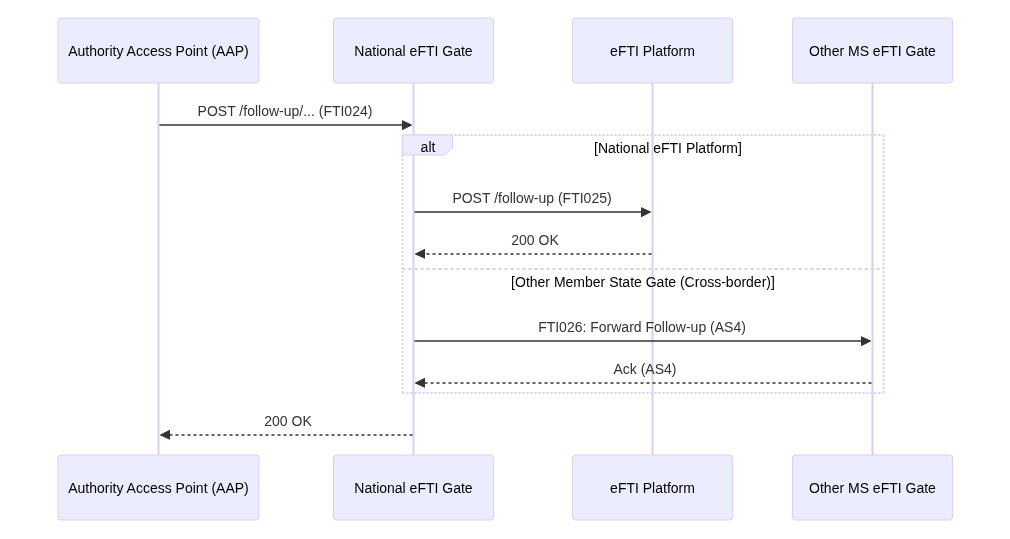 Authority Access Point (AAP)
National eFTI Gate
eFTI Platform
Other MS eFTI Gate
POST /follow-up/... (FTI024)
alt
[National eFTI Platform]
POST /follow-up (FTI025)
200 OK
[Other Member State Gate (Cross-border)]
FTI026: Forward Follow-up (AS4)
Ack (AS4)
200 OK
Authority Access Point (AAP)
National eFTI Gate
eFTI Platform
Other MS eFTI Gate